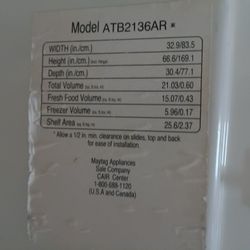 Model ATB2136AR *
WIDTH (in./cm.) 32.9/83.5
Height (in./cm.) 66.6/169.1
Depth (in./cm.) 30.4/77.1
Total Volume 21.03/0.60
Fresh Food Volume 15.07/0.43
Freezer Volume 5.96/0.17
Shelf Area 25.6/2.37
* Allow a 1/2 in. min. clearance on slides, top and back
for ease of installation.
Maytag Appliances
Sale Company
CAIR Center
1-800-688-1120
(U.S.A and Canada)